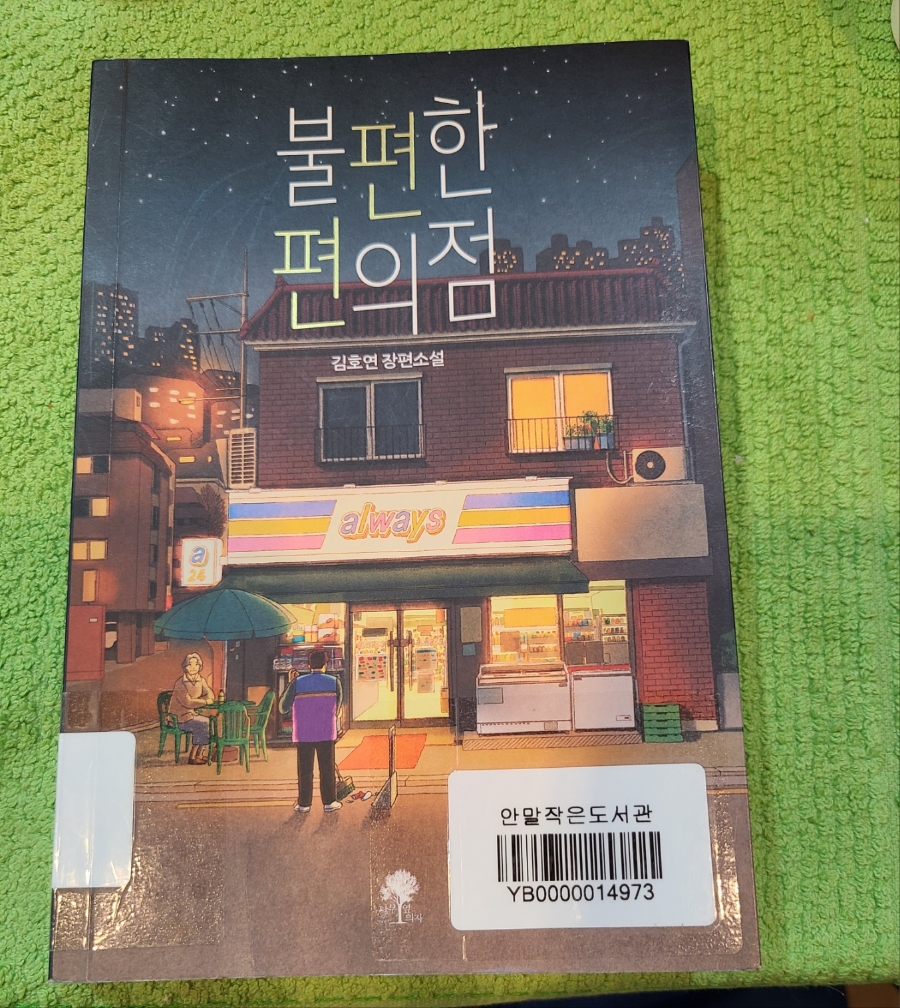 불편한
편의점
김호연 장편소설
always
a
24
안말작은도서관
YB0000014973